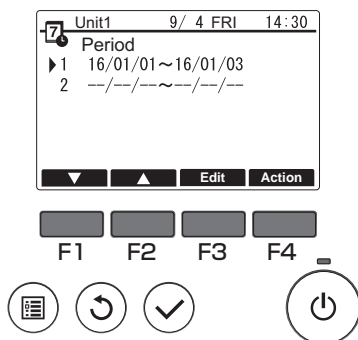 7 Unit1 9/ 4 FRI 14:30
Period
1 16/01/01~16/01/03
2 --/--/--~--/--/--
▼ ▲ Edit Action
F1 F2 F3 F4